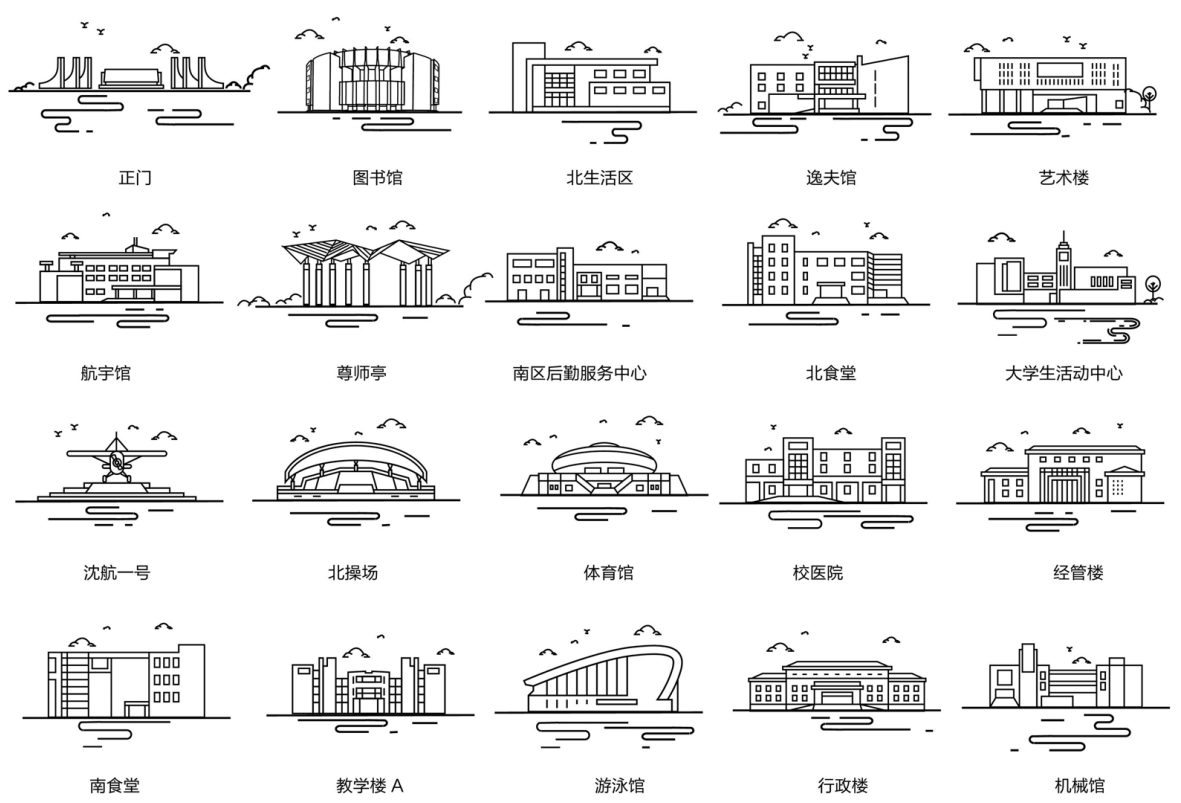 正门
图书馆
北生活区
逸夫馆
艺术楼
航宇馆
尊师亭
南区后勤服务中心
北食堂
大学生活动中心
沈航一号
北操场
体育馆
校医院
经管楼
南食堂
教学楼 A
游泳馆
行政楼
机械馆